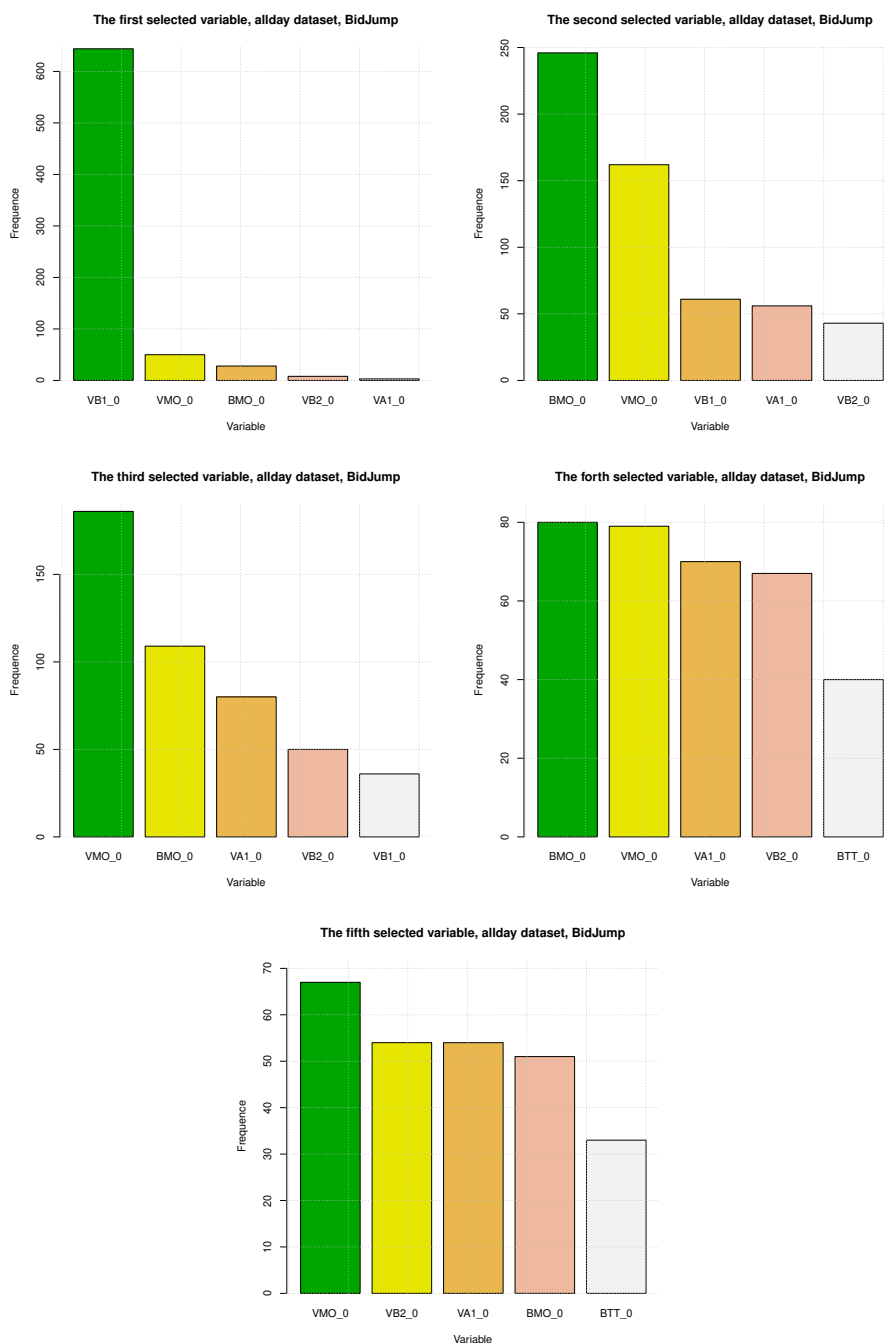 The first selected variable, allday dataset, BidJump
Frequence
600
500
400
300
200
100
0
VB1_0 VMO_0 BMO_0 VB2_0 VA1_0
Variable
The second selected variable, allday dataset, BidJump
Frequence
250
200
150
100
50
0
BMO_0 VMO_0 VB1_0 VA1_0 VB2_0
Variable
The third selected variable, allday dataset, BidJump
Frequence
150
100
50
0
VMO_0 BMO_0 VA1_0 VB2_0 VB1_0
Variable
The forth selected variable, allday dataset, BidJump
Frequence
80
60
40
20
0
BMO_0 VMO_0 VA1_0 VB2_0 BTT_0
Variable
The fifth selected variable, allday dataset, BidJump
Frequence
70
60
50
40
30
20
10
0
VMO_0 VB2_0 VA1_0 BMO_0 BTT_0
Variable